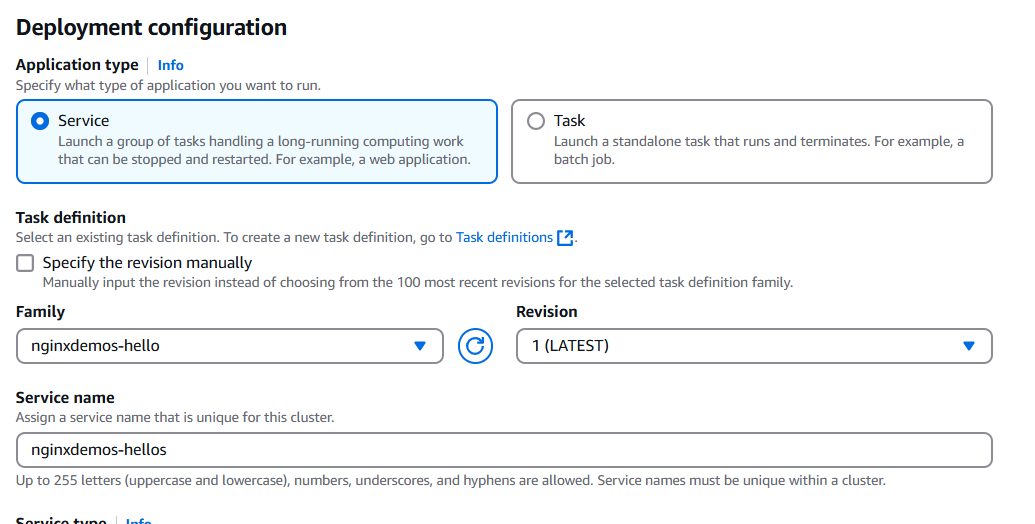 Deployment configuration
Application type Info
Specify what type of application you want to run.
Service
Launch a group of tasks handling a long-running computing work
that can be stopped and restarted. For example, a web application.
Task
Launch a standalone task that runs and terminates. For example, a
batch job.
Task definition
Select an existing task definition. To create a new task definition, go to Task definitions.
Specify the revision manually
Manually input the revision instead of choosing from the 100 most recent revisions for the selected task definition family.
Family
nginxdemos-hello
Revision
1 (LATEST)
Service name
Assign a service name that is unique for this cluster.
nginxdemos-hellos
Up to 255 letters (uppercase and lowercase), numbers, underscores, and hyphens are allowed. Service names must be unique within a cluster.
Service type Info